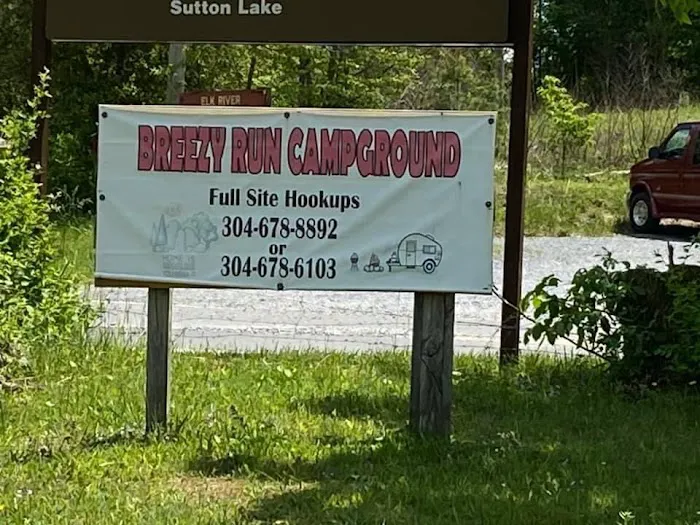 Sutton Lake
ELK RIVER
BREEZY RUN CAMPGROUND
Full Site Hookups
304-678-8892
or
304-678-6103